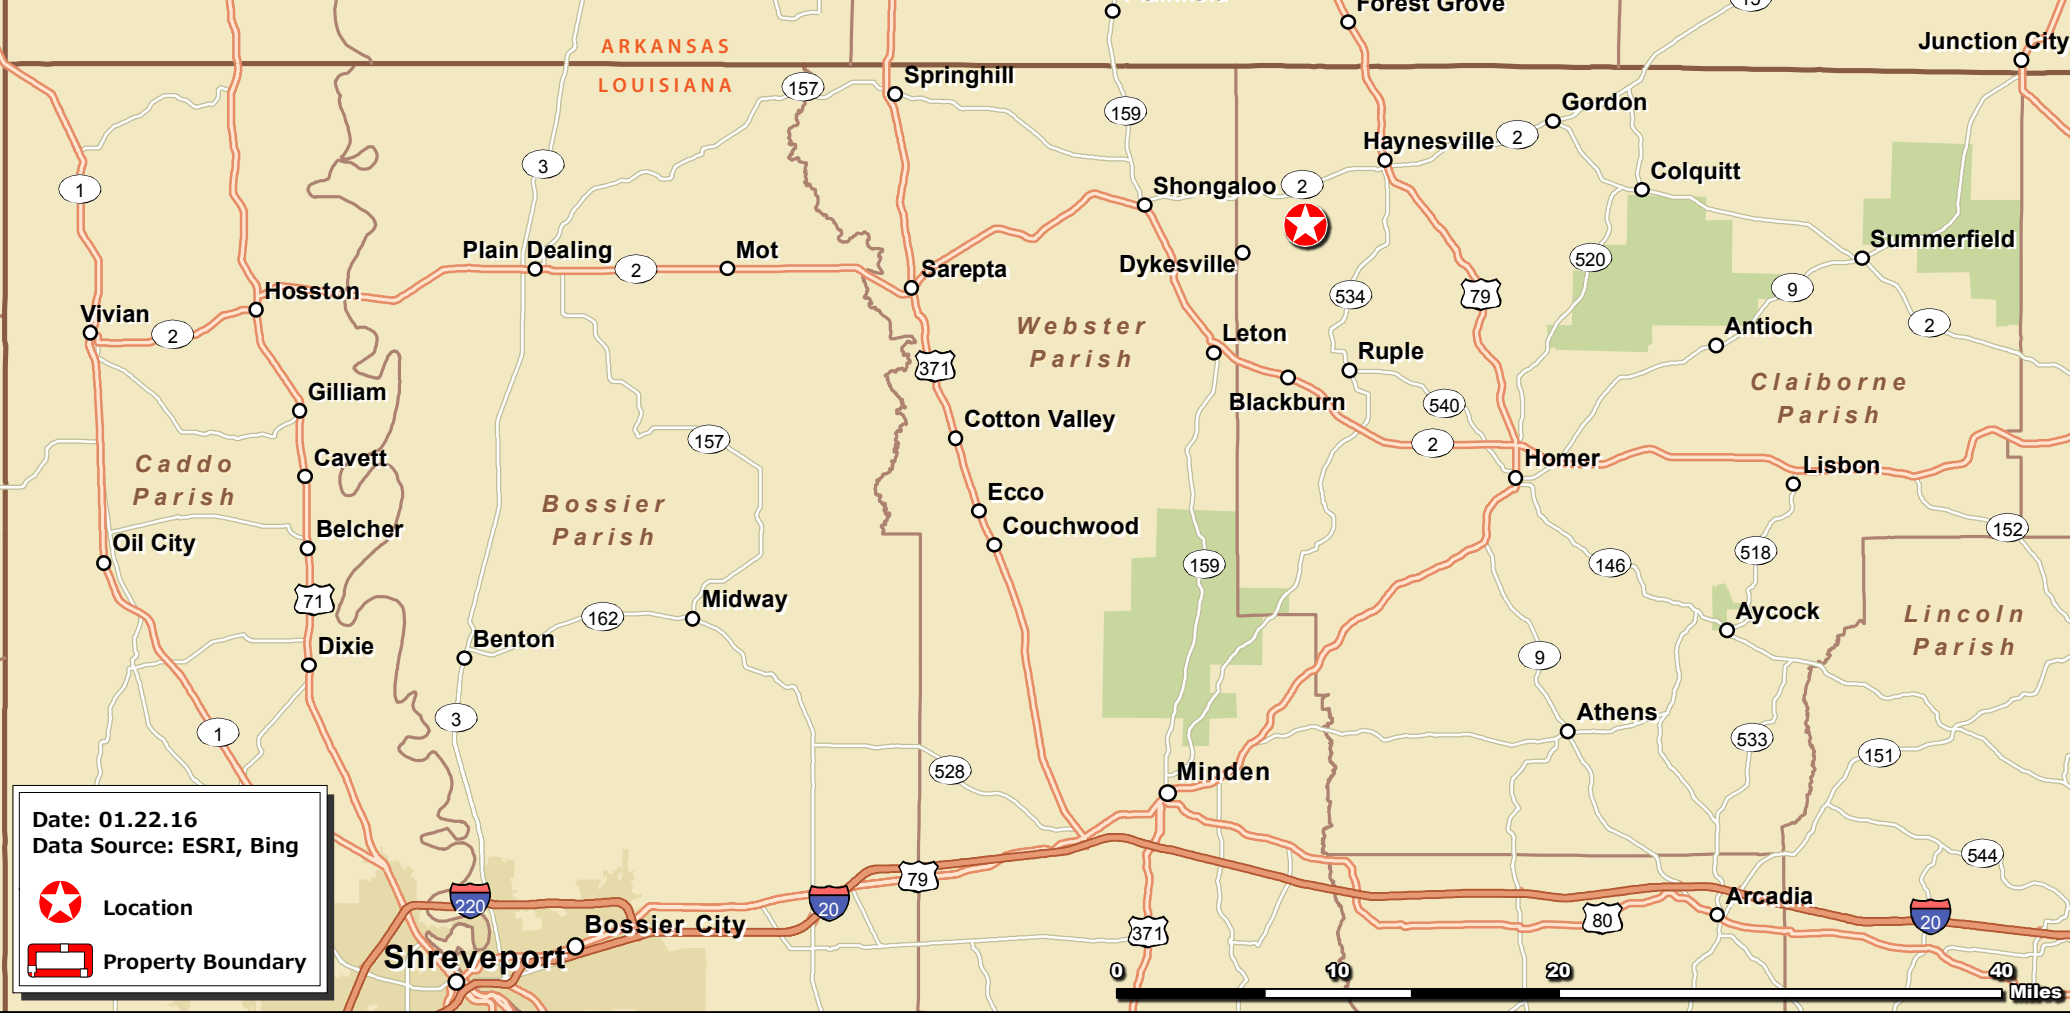 Forest Grove
15
Junction City
ARKANSAS
LOUISIANA
Springhill
157
159
Gordon
Haynesville
2
3
Colquitt
1
Shongaloo
2
Summerfield
Plain Dealing
2
Mot
Sarepta
Dykesville
520
Hosston
534
79
9
Vivian
2
Webster
Parish
Leton
Antioch
2
371
Ruple
Gilliam
Claiborne
Parish
Blackburn
540
Cotton Valley
157
2
Caddo
Parish
Cavett
Homer
Lisbon
Bossier
Parish
Ecco
Couchwood
Belcher
152
Oil City
159
146
518
71
Midway
162
Aycock
Lincoln
Parish
Benton
Dixie
9
3
Athens
1
533
151
528
Minden
Date: 01.22.16
Data Source: ESRI, Bing
544
79
220
20
Arcadia
Location
80
20
Bossier City
371
Shreveport
Property Boundary
0
10
20
40
Miles